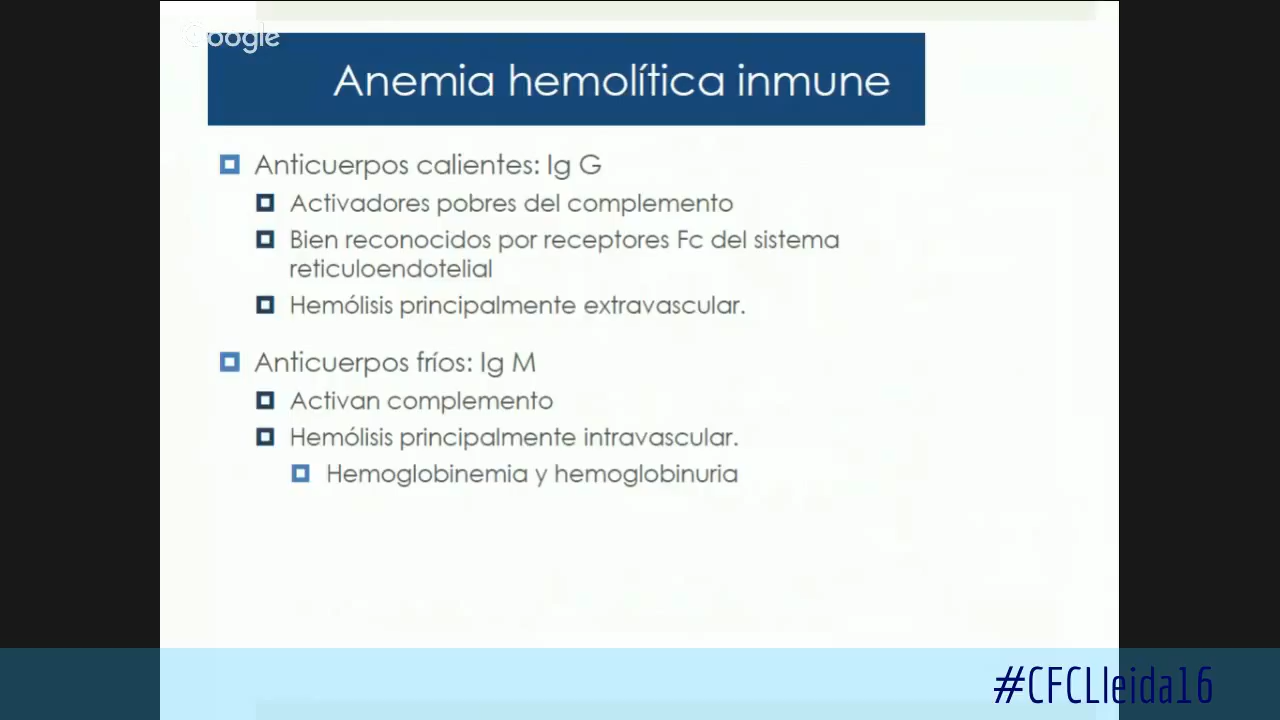 Google
Anemia hemolítica inmune
Anticuerpos calientes: Ig G
Activadores pobres del complemento
Bien reconocidos por receptores Fc del sistema
reticuloendotelial
Hemólisis principalmente extravascular.
Anticuerpos fríos: Ig M
Activan complemento
Hemólisis principalmente intravascular.
Hemoglobinemia y hemoglobinuria
#CFCLleida16